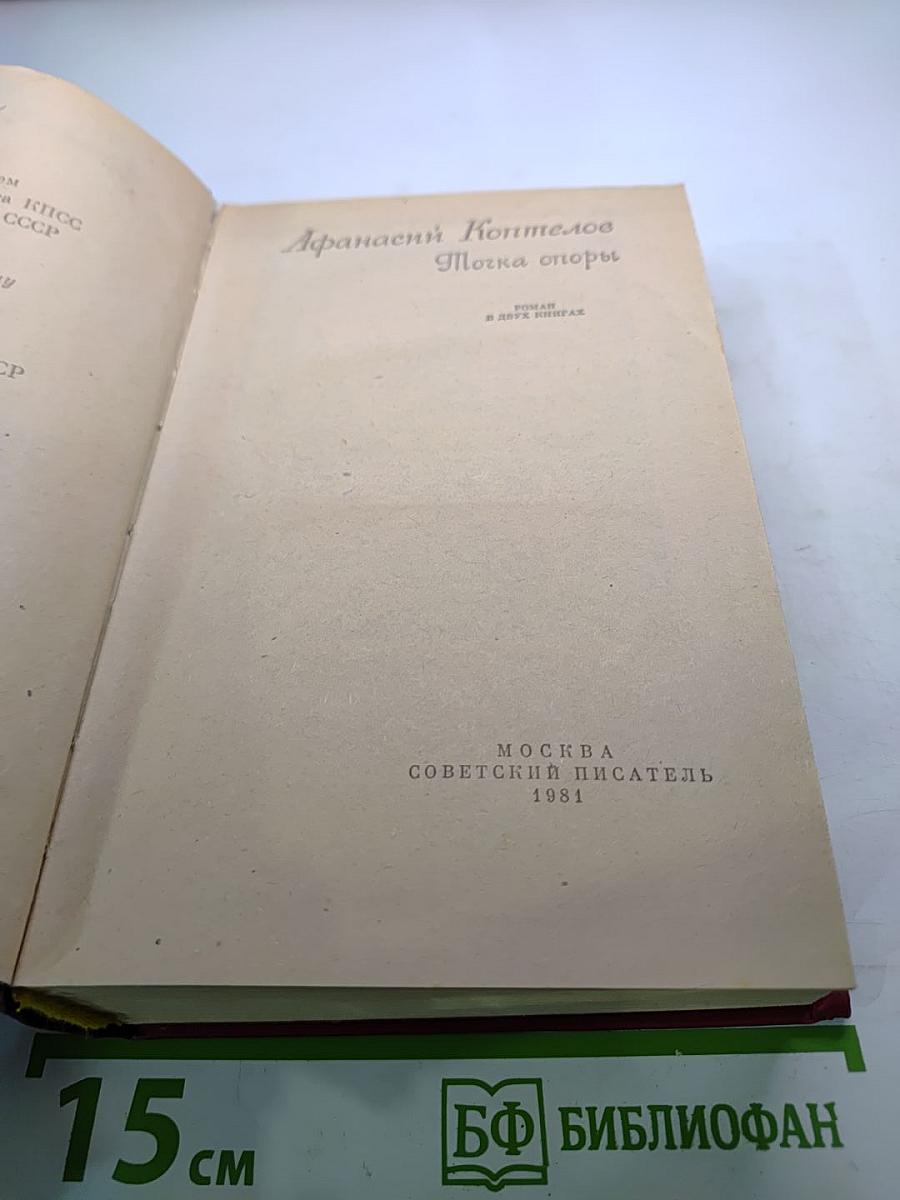 КПСС
СССР
Афанасий Коптелов
Точка опоры
РОМАН
В ДВУХ КНИГАХ
МОСКВА
СОВЕТСКИЙ ПИСАТЕЛЬ
1981
15 см
БФ БИБЛИОФАН